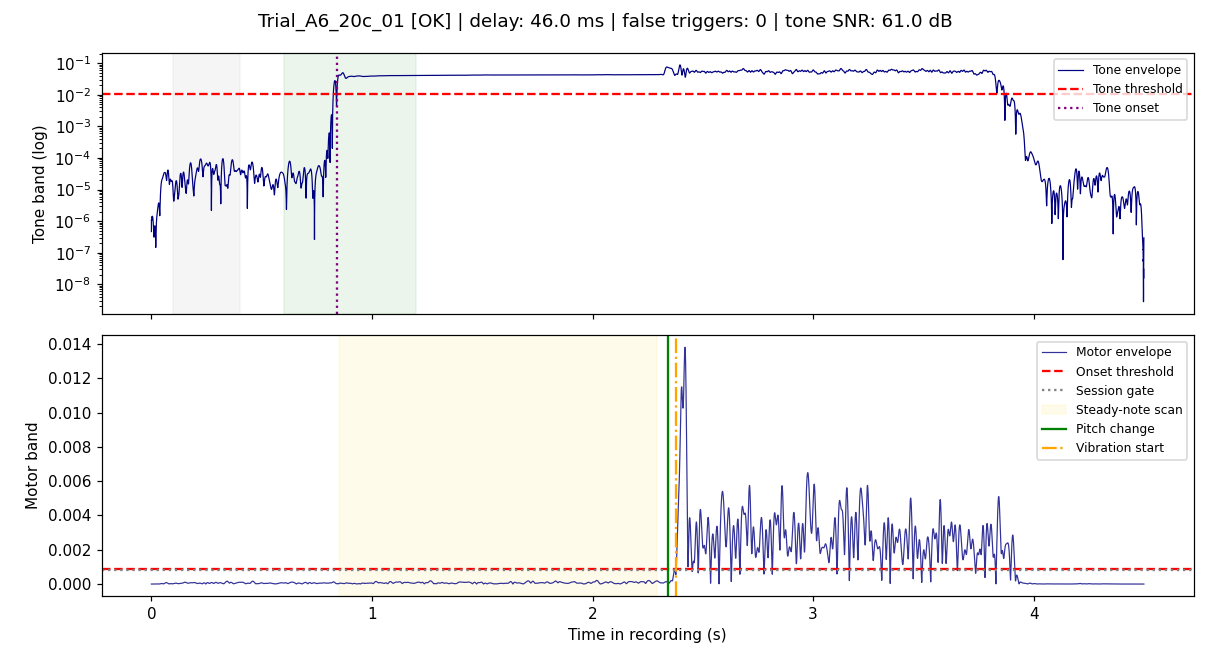 Trial_A6_20c_01 [OK] | delay: 46.0 ms | false triggers: 0 | tone SNR: 61.0 dB
Tone band (log)
10⁻¹
10⁻²
10⁻³
10⁻⁴
10⁻⁵
10⁻⁶
10⁻⁷
10⁻⁸
Tone envelope
Tone threshold
Tone onset
Motor band
0.014
0.012
0.010
0.008
0.006
0.004
0.002
0.000
Motor envelope
Onset threshold
Session gate
Steady-note scan
Pitch change
Vibration start
0 1 2 3 4
Time in recording (s)